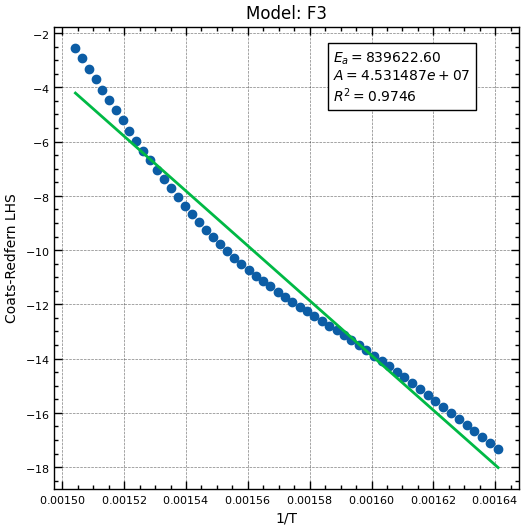 Model: F3
E_a = 839622.60
A = 4.531487e + 07
R^2 = 0.9746
Coats-Redfern LHS
−2
−4
−6
−8
−10
−12
−14
−16
−18
0.00150 0.00152 0.00154 0.00156 0.00158 0.00160 0.00162 0.00164
1/T